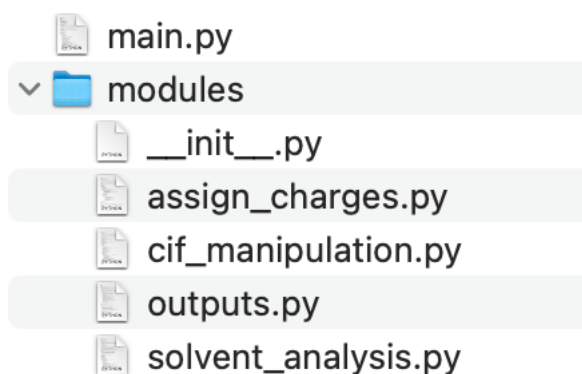 main.py
modules
__init__.py
assign_charges.py
cif_manipulation.py
outputs.py
solvent_analysis.py